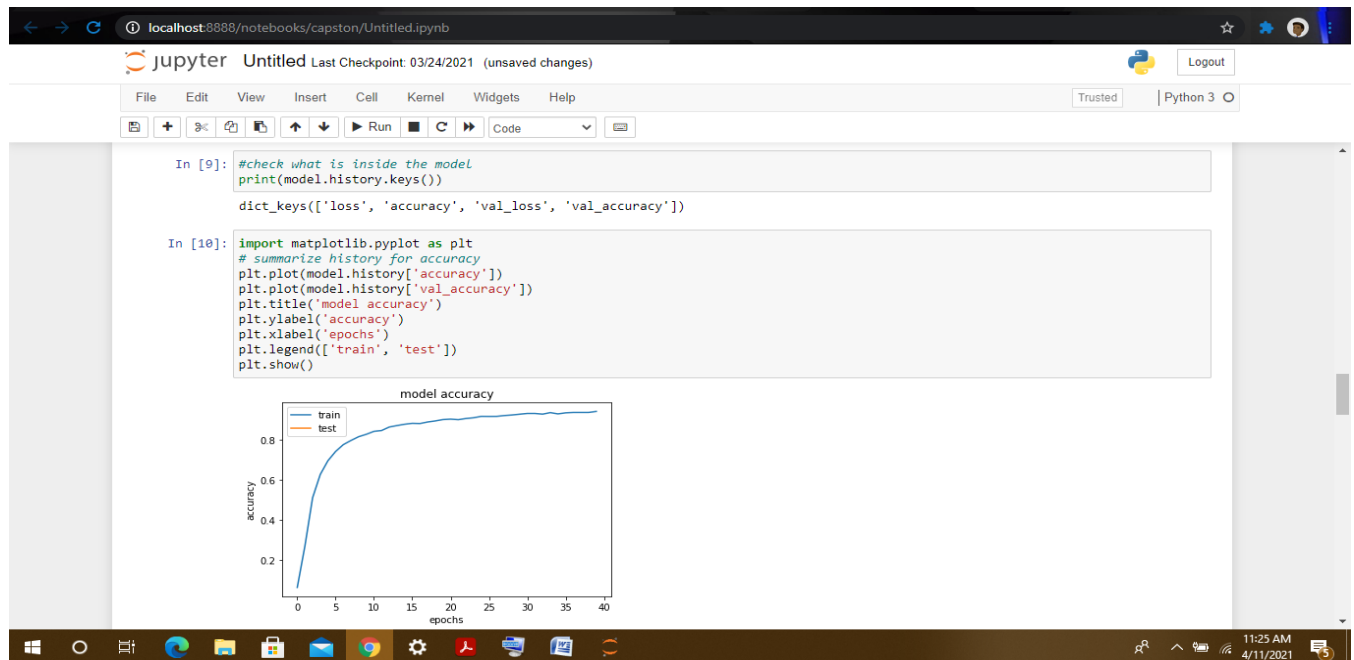 localhost:8888/notebooks/capston/Untitled.ipynb
jupyter Untitled Last Checkpoint: 03/24/2021 (unsaved changes)
Logout
File Edit View Insert Cell Kernel Widgets Help
Trusted
Python 3
Run
Code
In [9]:
#check what is inside the model
print(model.history.keys())
dict_keys(['loss', 'accuracy', 'val_loss', 'val_accuracy'])
In [10]:
import matplotlib.pyplot as plt
# summarize history for accuracy
plt.plot(model.history['accuracy'])
plt.plot(model.history['val_accuracy'])
plt.title('model accuracy')
plt.ylabel('accuracy')
plt.xlabel('epochs')
plt.legend(['train', 'test'])
plt.show()
model accuracy
train
test
0.8
0.6
0.4
0.2
accuracy
0 5 10 15 20 25 30 35 40
epochs
11:25 AM
4/11/2021
5